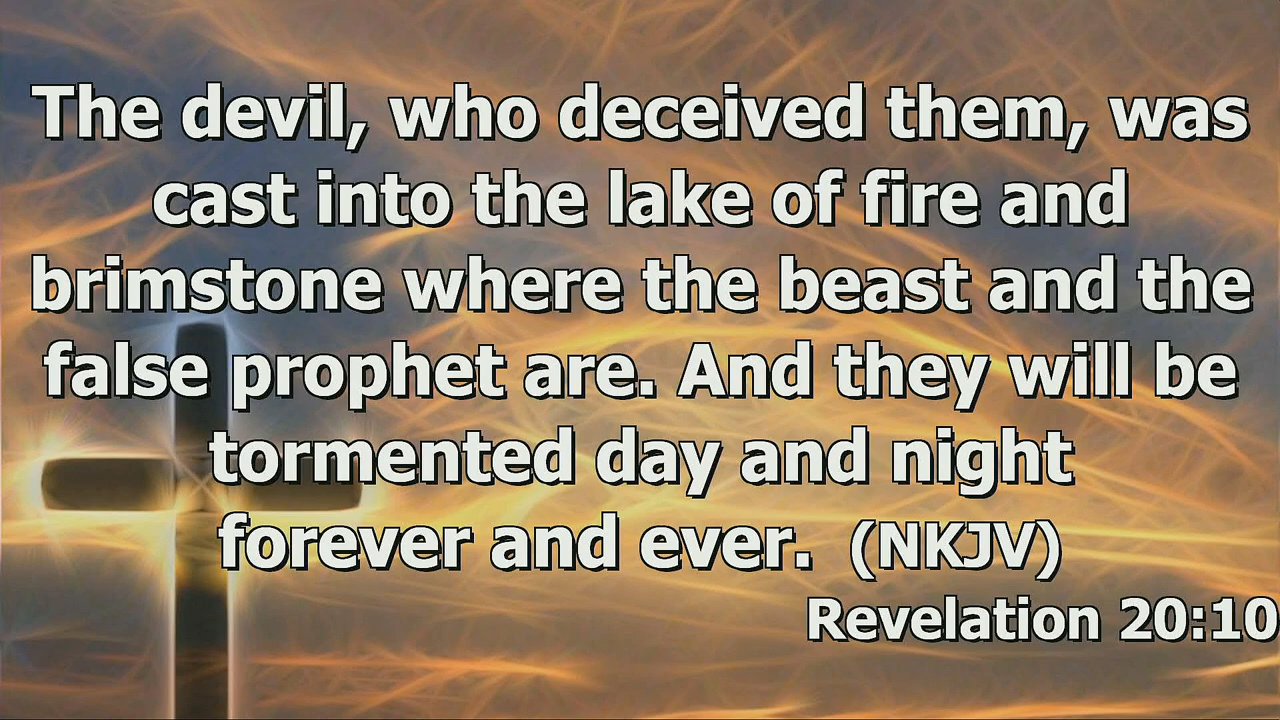 The devil, who deceived them, was
cast into the lake of fire and
brimstone where the beast and the
false prophet are. And they will be
tormented day and night
forever and ever. (NKJV)
Revelation 20:10